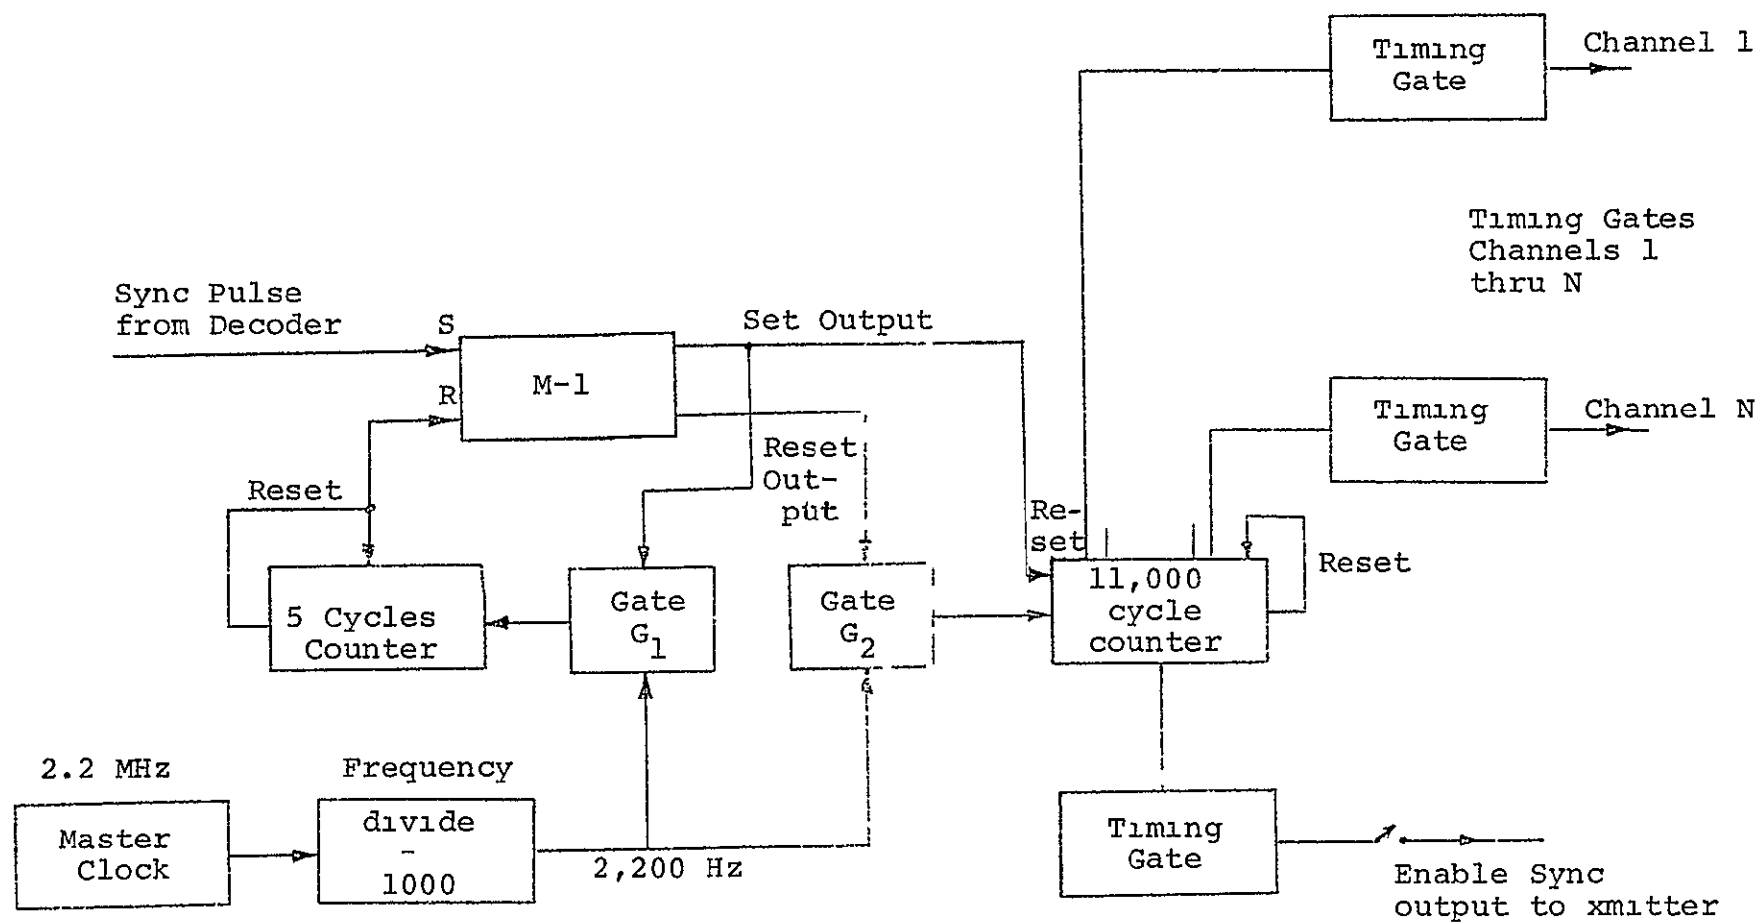 Timing
Gate
Channel 1
Timing Gates
Channels 1
thru N
Sync Pulse
from Decoder
S
R
M-1
Set Output
Reset
Out-
put
Timing
Gate
Channel N
Reset
Re-
set
Reset
5 Cycles
Counter
Gate
G1
Gate
G2
11,000
cycle
counter
2.2 MHz
Master
Clock
Frequency
divide
-
1000
2,200 Hz
Timing
Gate
Enable Sync
output to xmitter